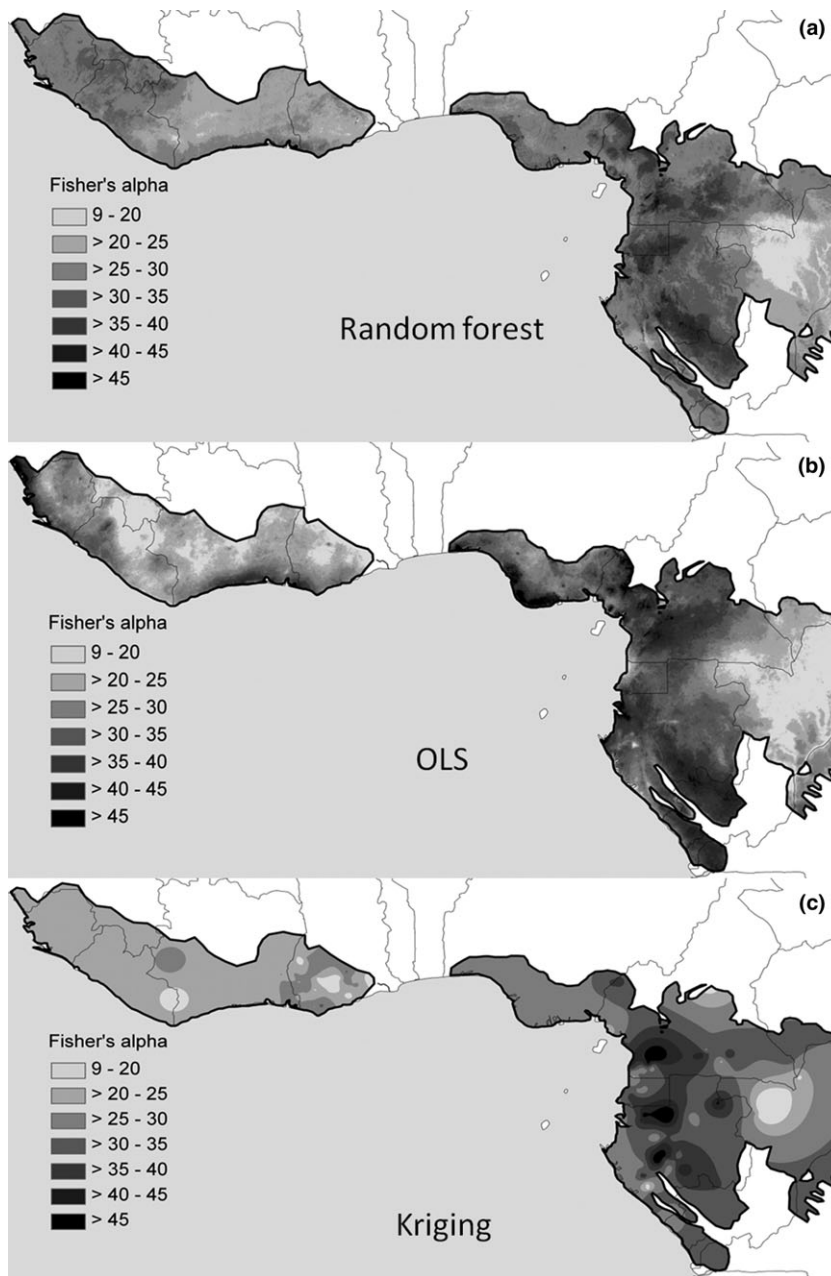 (a)
Fisher's alpha
9 - 20
> 20 - 25
> 25 - 30
> 30 - 35
> 35 - 40
> 40 - 45
> 45
Random forest
(b)
Fisher's alpha
9 - 20
> 20 - 25
> 25 - 30
> 30 - 35
> 35 - 40
> 40 - 45
> 45
OLS
(c)
Fisher's alpha
9 - 20
> 20 - 25
> 25 - 30
> 30 - 35
> 35 - 40
> 40 - 45
> 45
Kriging